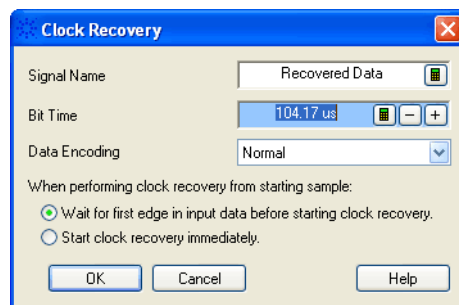 Clock Recovery
Signal Name Recovered Data
Bit Time 104.17 us
Data Encoding Normal
When performing clock recovery from starting sample:
Wait for first edge in input data before starting clock recovery.
Start clock recovery immediately.
OK Cancel Help